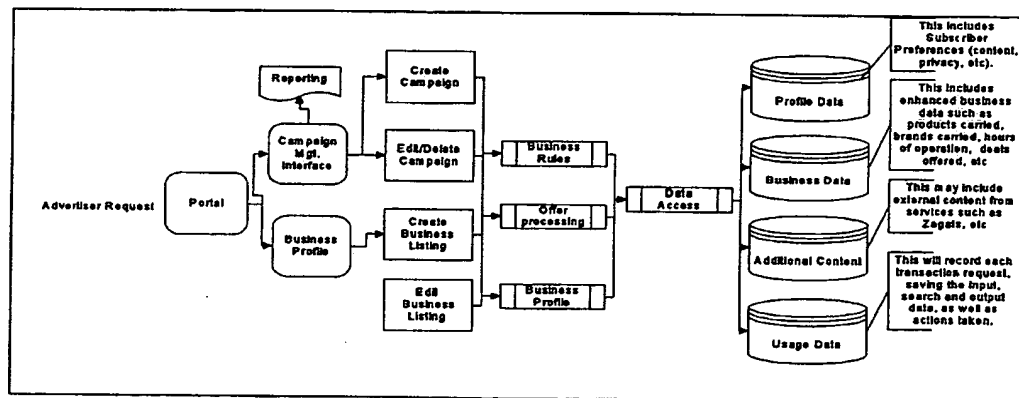 Advertiser Request
Portal
Reporting
Campaign
Mgt.
Interface
Business
Profile
Create
Campaign
Edit/Delete
Campaign
Create
Business
Listing
Edit
Business
Listing
Business
Rules
Offer
processing
Business
Profile
Data
Access
Profile Data
Business Data
Additional Content
Usage Data
This includes
Subscriber
Preferences (content,
privacy, etc).
This includes
enhanced business
data such as
products carried,
brands carried, hours
of operation, deals
offered, etc
This may include
external content from
services such as
Zagats, etc
This will record each
transaction request,
saving the input,
search and output
data, as well as
actions taken.